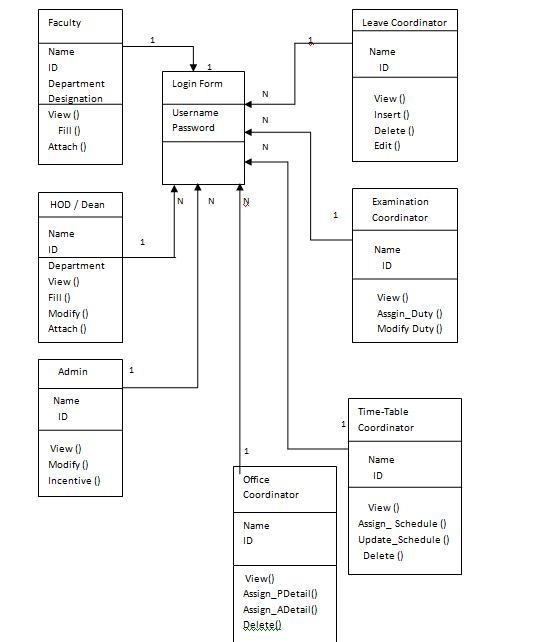 Faculty
Name
ID
Department
Designation
View ()
Fill ()
Attach ()
1
1
Login Form
Username
Password
Leave Coordinator
Name
ID
View ()
Insert ()
Delete ()
Edit ()
1
N
N
N
HOD / Dean
Name
ID
Department
View ()
Fill ()
Modify ()
Attach ()
1
N
N
N
Examination
Coordinator
Name
ID
View ()
Assgin_Duty ()
Modify Duty ()
1
Admin
Name
ID
View ()
Modify ()
Incentive ()
1
Time-Table
Coordinator
Name
ID
View ()
Assign_ Schedule ()
Update_Schedule ()
Delete ()
1
1
Office
Coordinator
Name
ID
View()
Assign_PDetail()
Assign_ADetail()
Delete()